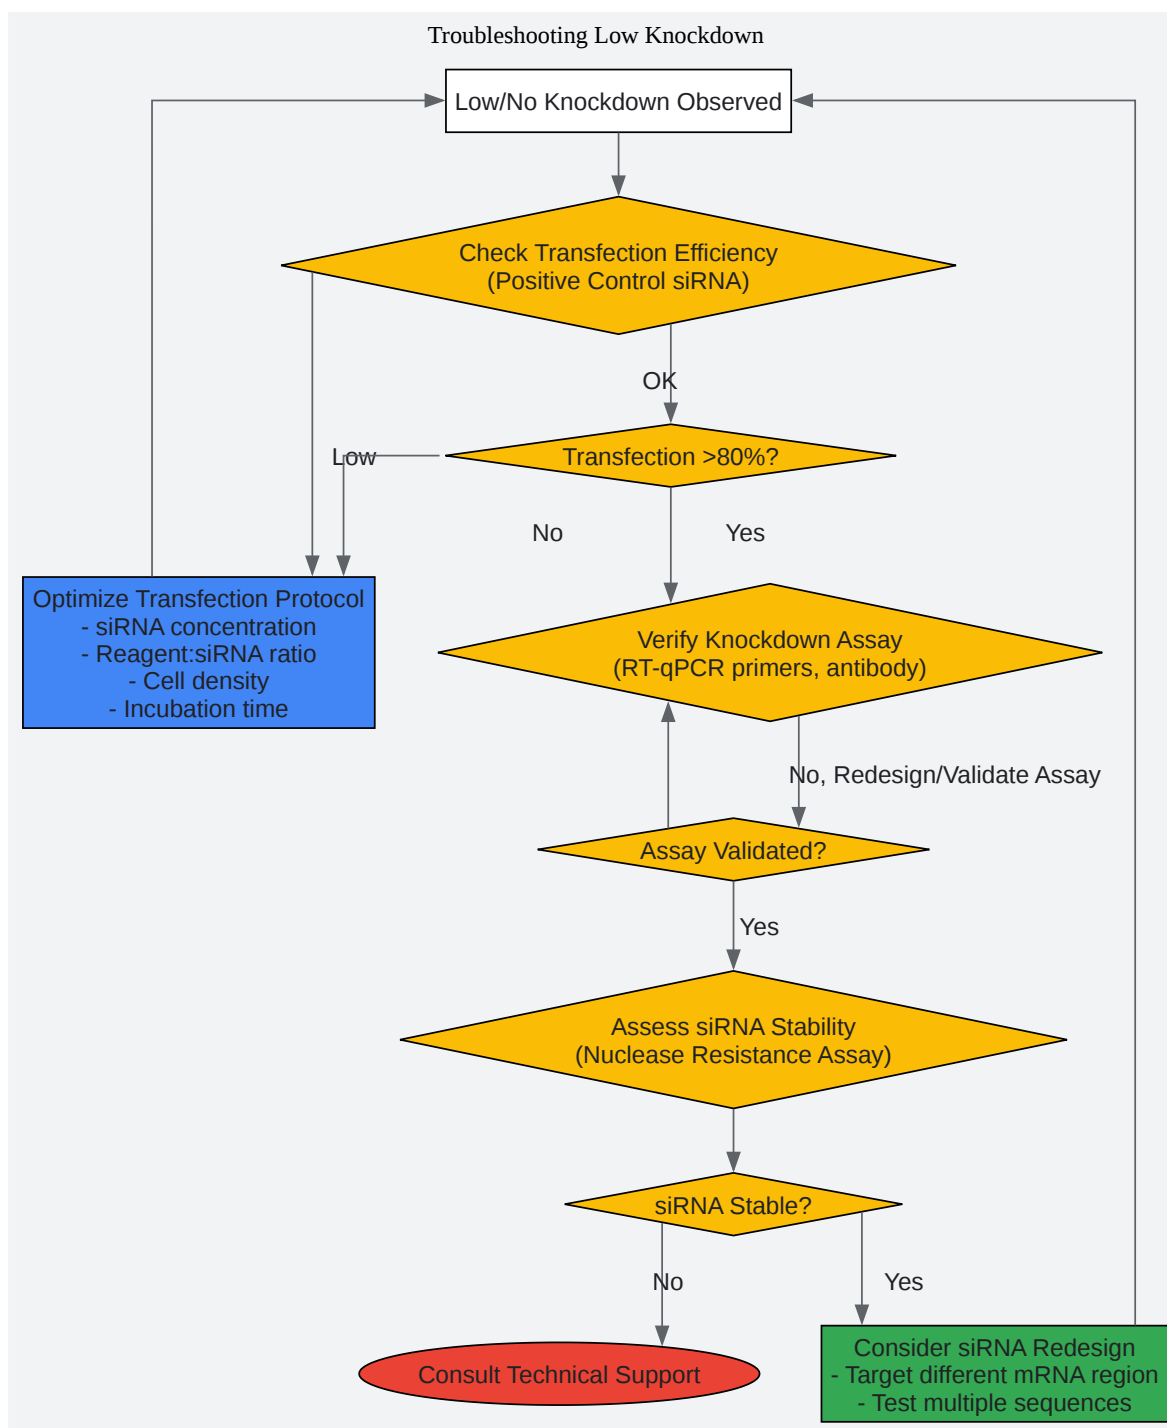 Troubleshooting Low Knockdown
Low/No Knockdown Observed
Check Transfection Efficiency
(Positive Control siRNA)
OK
Low
Transfection >80%?
No
Yes
Optimize Transfection Protocol
- siRNA concentration
- Reagent:siRNA ratio
- Cell density
- Incubation time
Verify Knockdown Assay
(RT-qPCR primers, antibody)
No, Redesign/Validate Assay
Assay Validated?
Yes
Assess siRNA Stability
(Nuclease Resistance Assay)
siRNA Stable?
No
Yes
Consult Technical Support
Consider siRNA Redesign
- Target different mRNA region
- Test multiple sequences